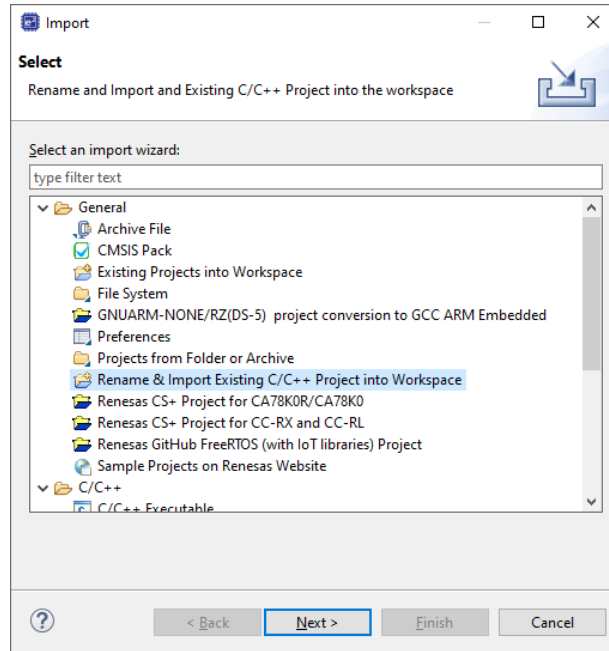 Import
Select
Rename and Import and Existing C/C++ Project into the workspace
Select an import wizard:
type filter text
General
Archive File
CMSIS Pack
Existing Projects into Workspace
File System
GNUARM-NONE/RZ(DS-5)  project conversion to GCC ARM Embedded
Preferences
Projects from Folder or Archive
Rename & Import Existing C/C++ Project into Workspace
Renesas CS+ Project for CA78K0R/CA78K0
Renesas CS+ Project for CC-RX and CC-RL
Renesas GitHub FreeRTOS (with IoT libraries) Project
Sample Projects on Renesas Website
C/C++
C/C++ Executable
? < Back Next > Finish Cancel